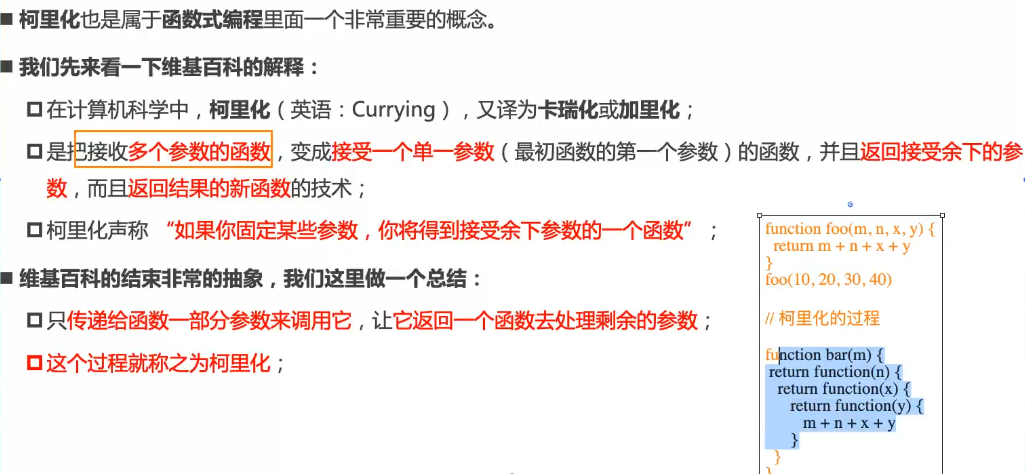 柯里化也是属于函数式编程里面一个非常重要的概念。
我们先来看一下维基百科的解释：
在计算机科学中，柯里化（英语：Currying），又译为卡瑞化或加里化；
是把接收多个参数的函数，变成接受一个单一参数（最初函数的第一个参数）的函数，并且返回接受余下的参
数，而且返回结果的新函数的技术；
柯里化声称 “如果你固定某些参数，你将得到接受余下参数的一个函数” ；
维基百科的结束非常的抽象，我们这里做一个总结：
只传递给函数一部分参数来调用它，让它返回一个函数去处理剩余的参数；
这个过程就称之为柯里化；
function foo(m, n, x, y) {
return m + n + x + y
}
foo(10, 20, 30, 40)
// 柯里化的过程
function bar(m) {
return function(n) {
return function(x) {
return function(y) {
m + n + x + y
}
}
}